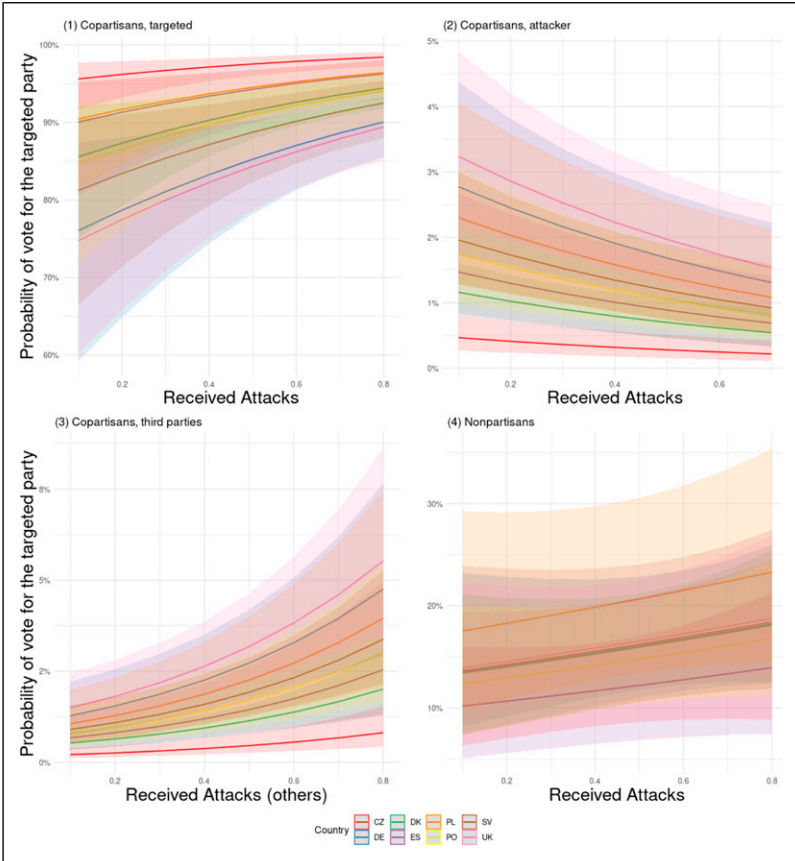 (1) Copartisans, targeted
(2) Copartisans, attacker
Probability of vote for the targeted party
100%
90%
80%
70%
60%
0.2
0.4
0.6
0.8
Received Attacks
5%
4%
3%
2%
1%
0%
0.2
0.4
0.6
Received Attacks
(3) Copartisans, third parties
(4) Nonpartisans
Probability of vote for the targeted party
8%
5%
2%
0%
0.2
0.4
0.6
0.8
Received Attacks (others)
30%
20%
10%
0.2
0.4
0.6
0.8
Received Attacks
Country
CZ
DK
PL
SV
DE
ES
PO
UK